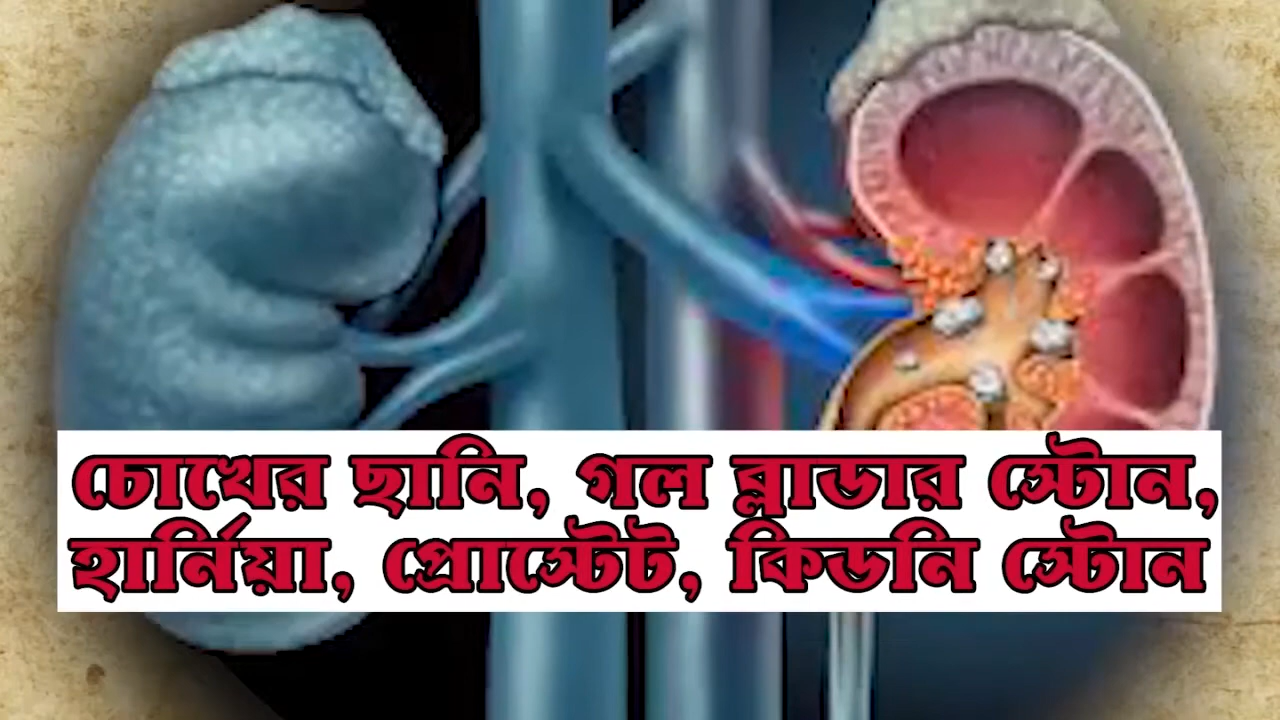 চোখের ছানি, গল ব্লাডার স্টোন,
হার্নিয়া, প্রোস্টেট, কিডনি স্টোন